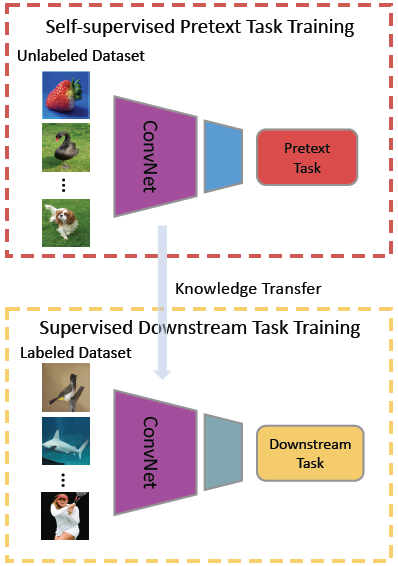 Self-supervised Pretext Task Training
Unlabeled Dataset
ConvNet
Pretext
Task
Knowledge Transfer
Supervised Downstream Task Training
Labeled Dataset
ConvNet
Downstream
Task